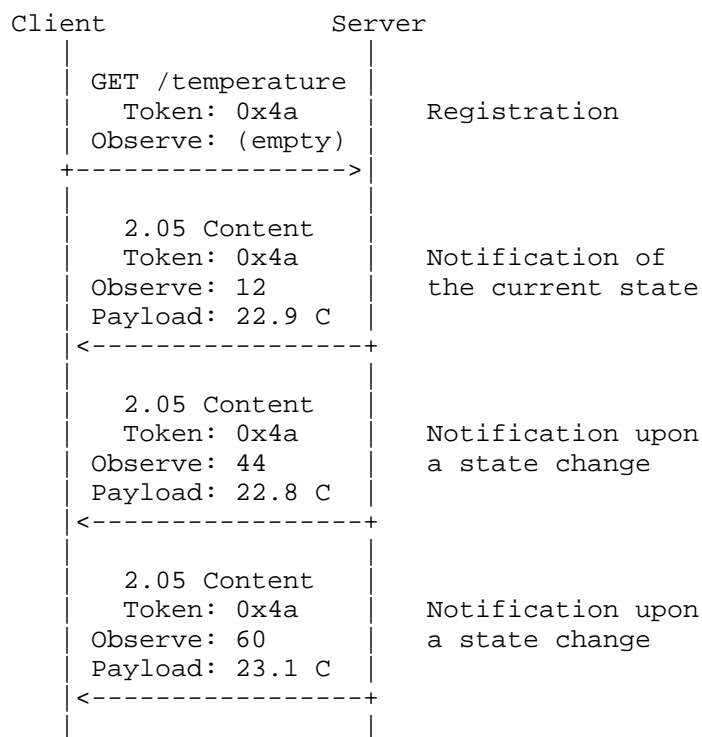 Client Server
GET /temperature
Token: 0x4a Registration
Observe: (empty)
2.05 Content
Token: 0x4a Notification of
Observe: 12 the current state
Payload: 22.9 C
2.05 Content
Token: 0x4a Notification upon
Observe: 44 a state change
Payload: 22.8 C
2.05 Content
Token: 0x4a Notification upon
Observe: 60 a state change
Payload: 23.1 C